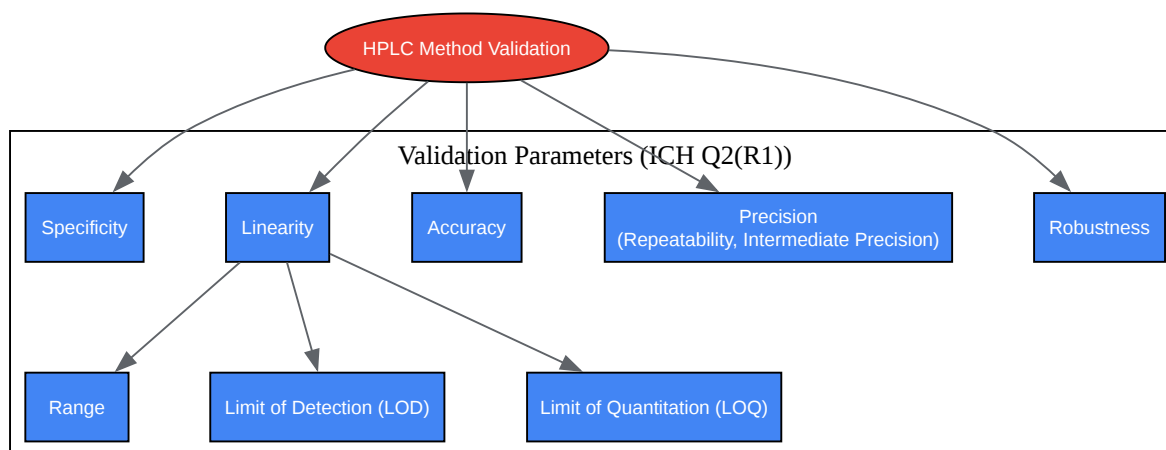 HPLC Method Validation
Validation Parameters (ICH Q2(R1))
Specificity
Linearity
Accuracy
Precision
(Repeatability, Intermediate Precision)
Robustness
Range
Limit of Detection (LOD)
Limit of Quantitation (LOQ)